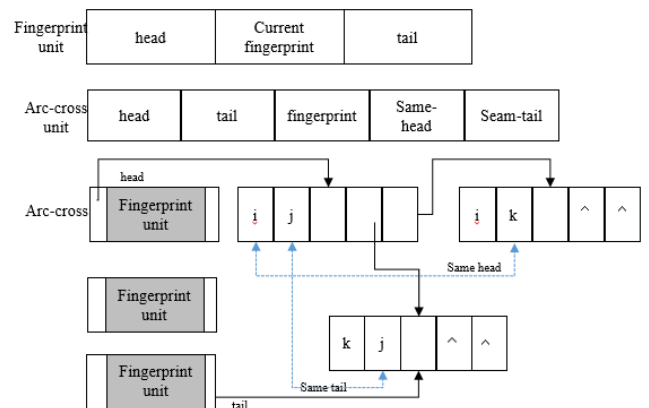 Fingerprint
unit
head
Current
fingerprint
tail
Arc-cross
unit
head
tail
fingerprint
Same-
head
Seam-tail
head
Arc-cross
Fingerprint
unit
i
j
i
k
^
^
Same head
Fingerprint
unit
k
j
^
^
Fingerprint
unit
Same tail
tail